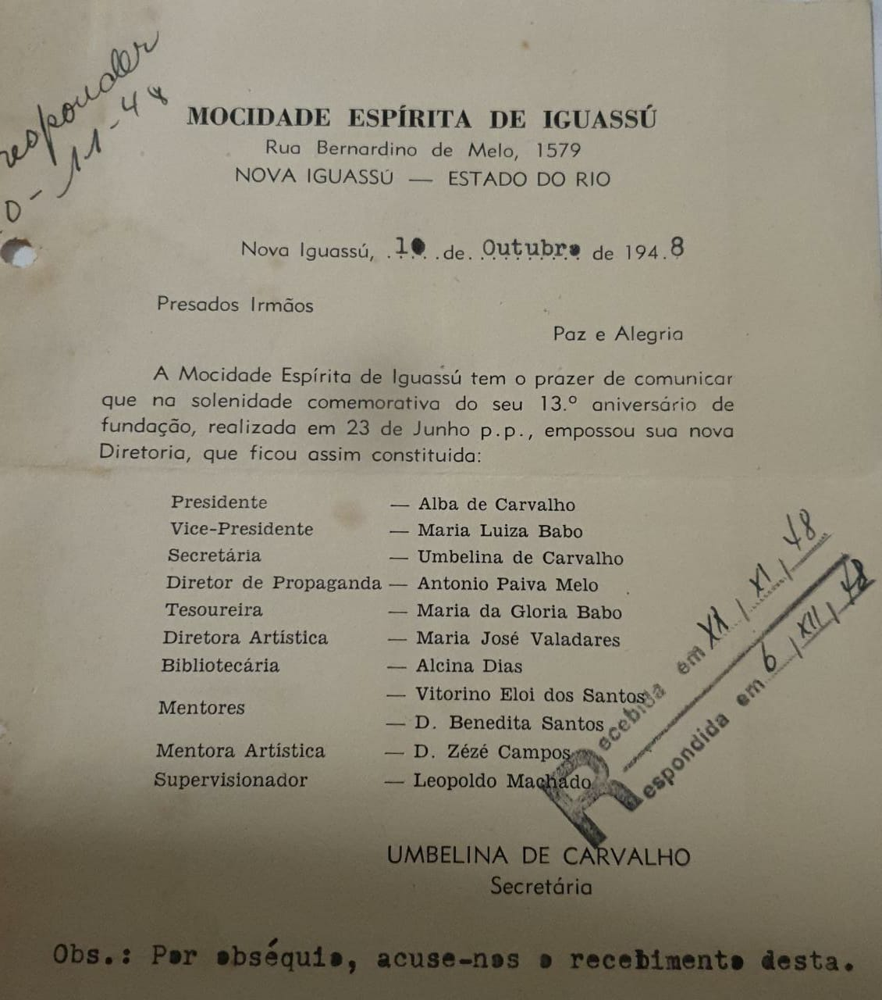 responder
0-11-48
MOCIDADE ESPÍRITA DE IGUASSÚ
Rua Bernardino de Melo, 1579
NOVA IGUASSÚ — ESTADO DO RIO
Nova Iguassú, 10 de Outubro de 1948
Presados Irmãos
Paz e Alegria
A Mocidade Espírita de Iguassú tem o prazer de comunicar
que na solenidade comemorativa do seu 13.º aniversário de
fundação, realizada em 23 de Junho p.p., empossou sua nova
Diretoria, que ficou assim constituida:
Presidente — Alba de Carvalho
Vice-Presidente — Maria Luiza Babo
Secretária — Umbelina de Carvalho
Diretor de Propaganda — Antonio Paiva Melo
Tesoureira — Maria da Gloria Babo
Diretora Artística — Maria José Valadares
Bibliotecária — Alcina Dias
Mentores — Vitorino Eloi dos Santos
— D. Benedita Santos
Mentora Artística — D. Zézé Campos
Supervisionador — Leopoldo Machado
Recebida em XX / XI / 48
Respondida em 6 / XII / 48
UMBELINA DE CARVALHO
Secretária
Obs.: Por obséquio, acuse-nos o recebimento desta.